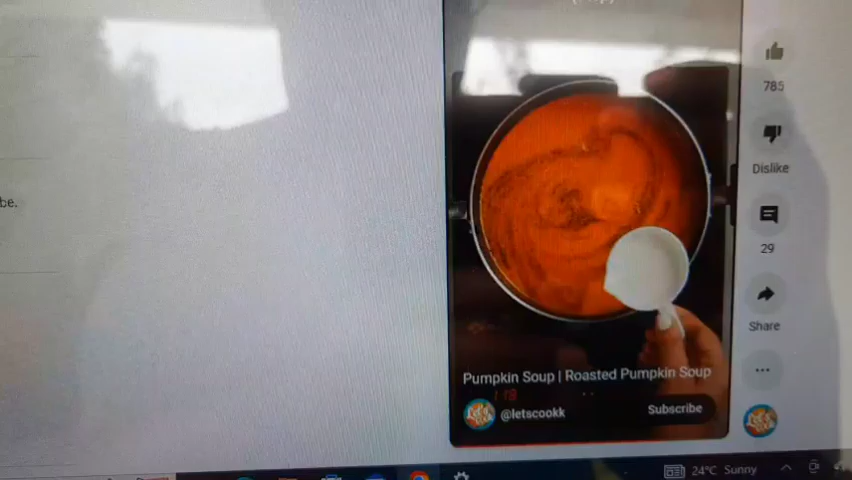 be.
785
Dislike
29
Share
Pumpkin Soup | Roasted Pumpkin Soup
@letscookk
Subscribe
24°C Sunny